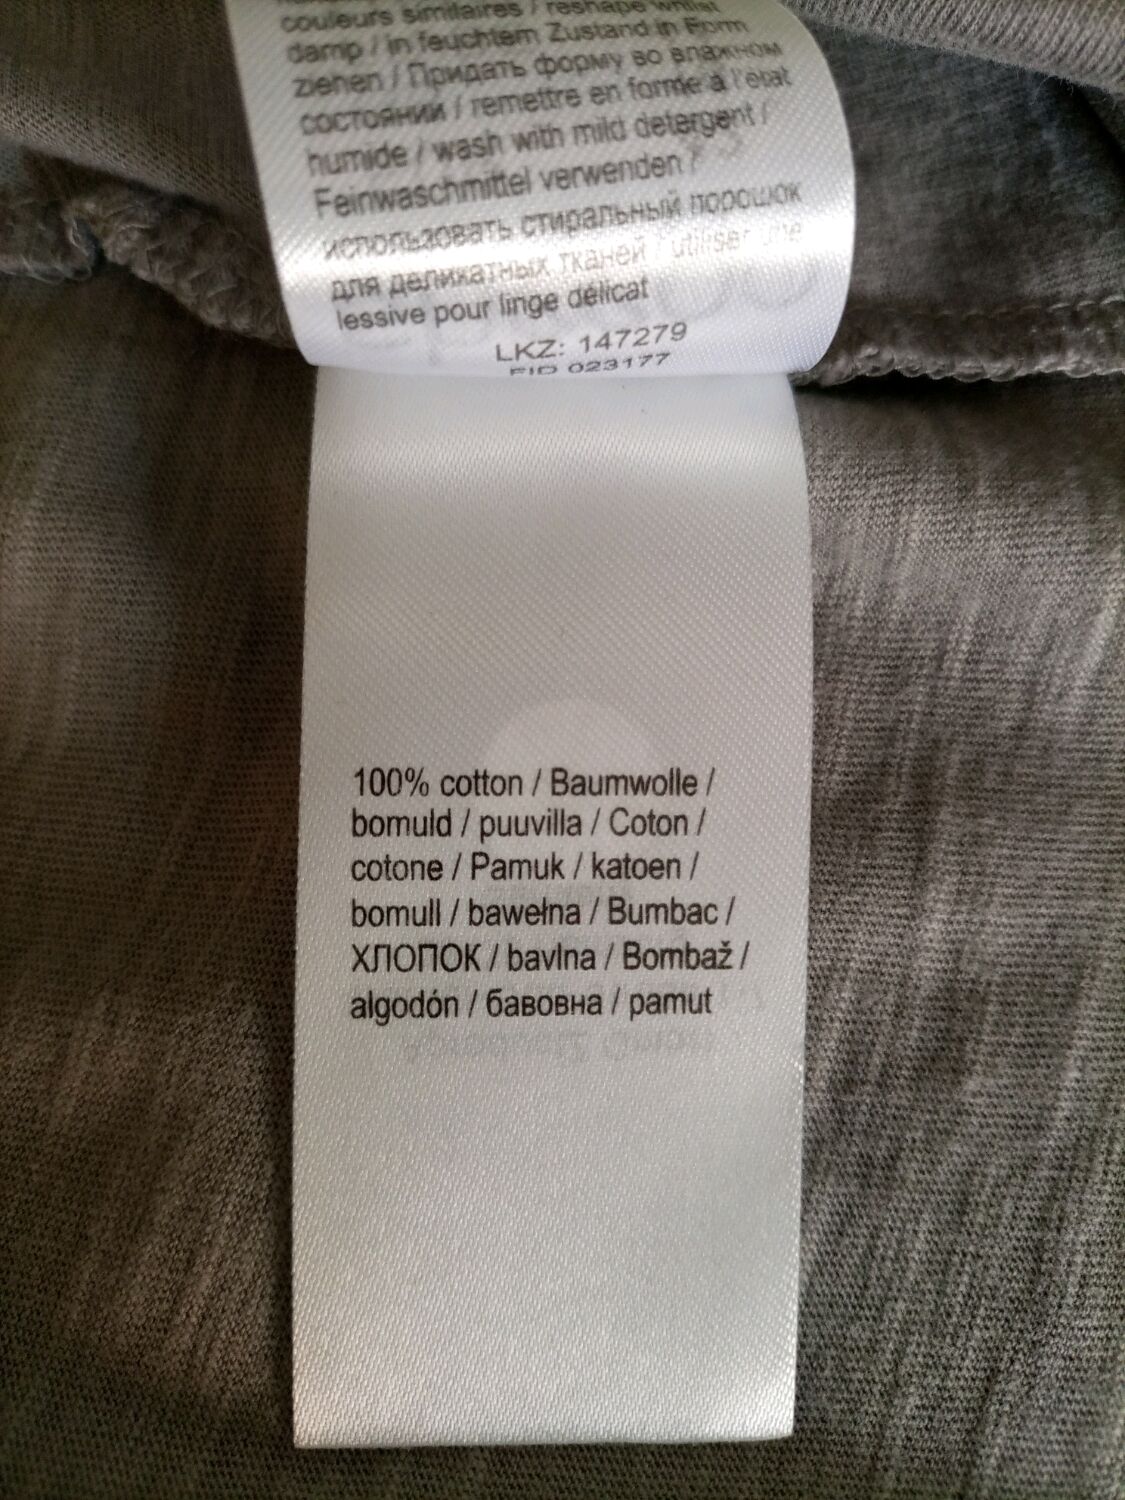 couleurs similaires / reshape whilst
damp / in feuchtem Zustand in Form
ziehen / Придать форму во влажном
состоянии / remettre en forme à l'état
humide / wash with mild detergent /
Feinwaschmittel verwenden /
использовать стиральный порошок
для деликатных тканей / utiliser une
lessive pour linge délicat
LKZ: 147279
FID 023177
100% cotton / Baumwolle /
bomuld / puuvilla / Coton /
cotone / Pamuk / katoen /
bomull / bawełna / Bumbac /
ХЛОПОК / bavlna / Bombaž /
algodón / бавовна / pamut